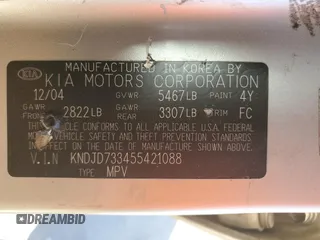 MANUFACTURED IN KOREA BY
KIA KIA MOTORS CORPORATION
12/04 GVWR 5467LB PAINT 4Y
GAWR FRONT 2822LB GAWR REAR 3307LB TRIM FC
THIS VEHICLE CONFORMS TO ALL APPLICABLE U.S.A FEDERAL
MOTOR VEHICLE SAFETY, BUMPER, AND THEFT PREVENTION STANDARDS
IN EFFECT ON THE DATE OF MANUFACTURE SHOWN ABOVE.
V.I.N KNDJD733455421088
TYPE MPV
DREAMBID